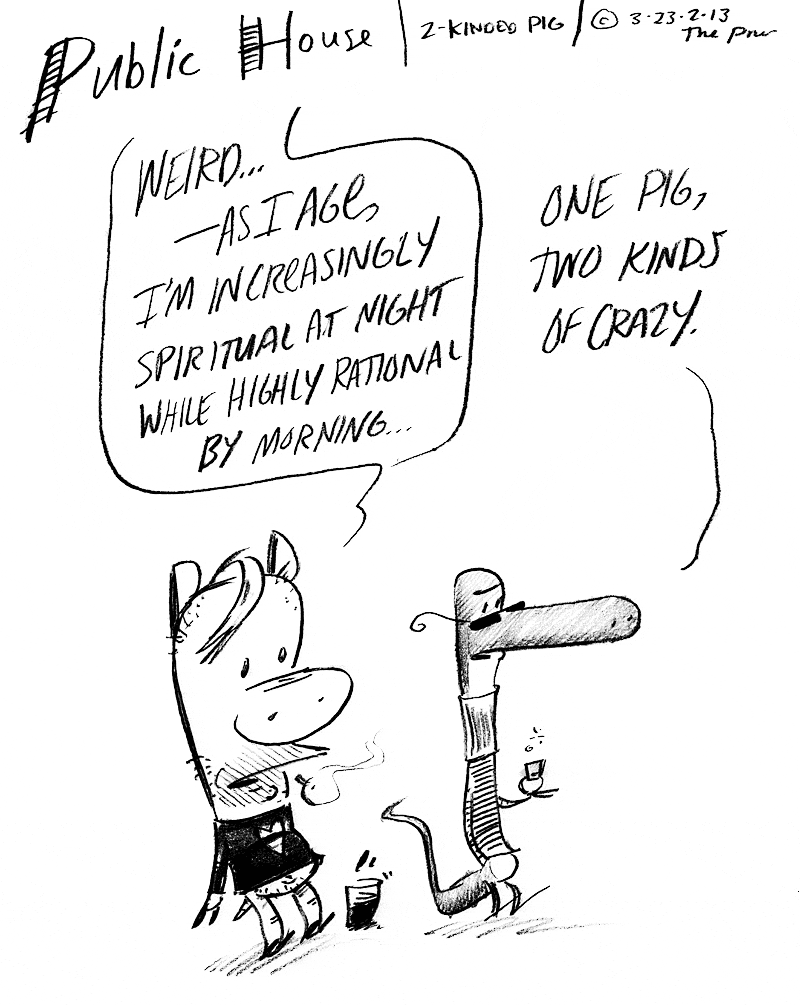 Public House | 2-KINDED PIG / © 3-23-2-13
The
WEIRD...
—AS I AGE,
I'M INCREASINGLY
SPIRITUAL AT NIGHT
WHILE HIGHLY RATIONAL
BY MORNING...
ONE PIG,
TWO KINDS
OF CRAZY.